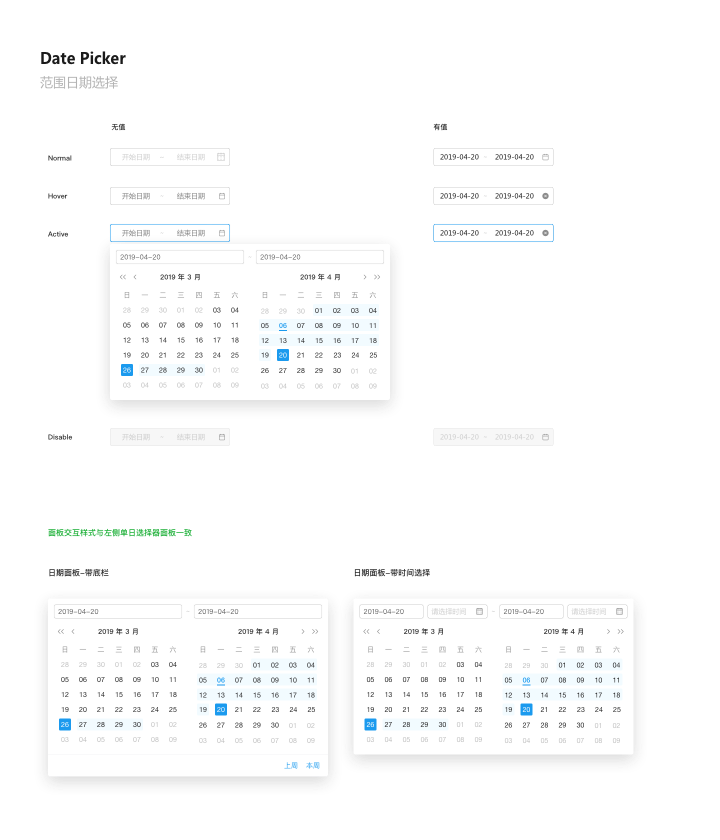 Date Picker
范围日期选择
无值 有值
Normal 开始日期 ~ 结束日期 2019-04-20 - 2019-04-20
Hover 开始日期 - 结束日期 2019-04-20 - 2019-04-20
Active 开始日期 - 结束日期 2019-04-20 - 2019-04-20
2019-04-20 - 2019-04-20
<< < 2019 年 3 月 2019 年 4 月 > >>
日 一 二 三 四 五 六 日 一 二 三 四 五 六
28 29 30 01 02 03 04 28 29 30 01 02 03 04
05 06 07 08 09 10 11 05 06 07 08 09 10 11
12 13 14 15 16 17 18 12 13 14 15 16 17 18
19 20 21 22 23 24 25 19 20 21 22 23 24 25
26 27 28 29 30 01 02 26 27 28 29 30 01 02
03 04 05 06 07 08 09 03 04 05 06 07 08 09
Disable 开始日期 ~ 结束日期 2019-04-20 ~ 2019-04-20
面板交互样式与左侧单日选择器面板一致
日期面板-带底栏 日期面板-带时间选择
2019-04-20 - 2019-04-20
<< < 2019 年 3 月 2019 年 4 月 > >>
日 一 二 三 四 五 六 日 一 二 三 四 五 六
28 29 30 01 02 03 04 28 29 30 01 02 03 04
05 06 07 08 09 10 11 05 06 07 08 09 10 11
12 13 14 15 16 17 18 12 13 14 15 16 17 18
19 20 21 22 23 24 25 19 20 21 22 23 24 25
26 27 28 29 30 01 02 26 27 28 29 30 01 02
03 04 05 06 07 08 09 03 04 05 06 07 08 09
上周 本周
2019-04-20 请选择时间 - 2019-04-20 请选择时间
<< < 2019 年 3 月 2019 年 4 月 > >>
日 一 二 三 四 五 六 日 一 二 三 四 五 六
28 29 30 01 02 03 04 28 29 30 01 02 03 04
05 06 07 08 09 10 11 05 06 07 08 09 10 11
12 13 14 15 16 17 18 12 13 14 15 16 17 18
19 20 21 22 23 24 25 19 20 21 22 23 24 25
26 27 28 29 30 01 02 26 27 28 29 30 01 02
03 04 05 06 07 08 09 03 04 05 06 07 08 09